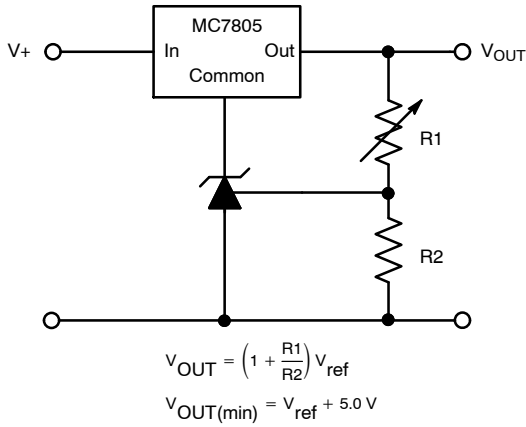 MC7805
V+
In
Out
VOUT
Common
R1
R2
VOUT = (1 + R1/R2) Vref
VOUT(min) = Vref + 5.0 V